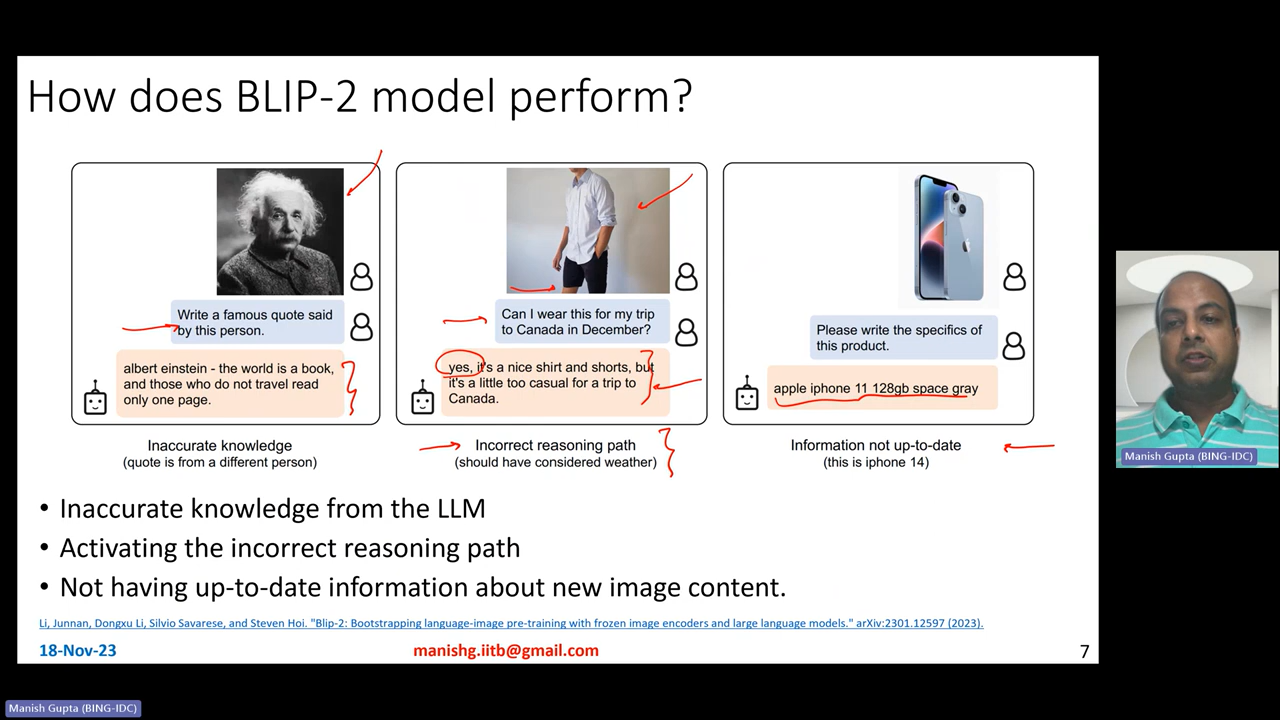 How does BLIP-2 model perform?
Write a famous quote said
by this person.
albert einstein - the world is a book,
and those who do not travel read
only one page.
Inaccurate knowledge
(quote is from a different person)
Can I wear this for my trip
to Canada in December?
yes, it's a nice shirt and shorts, but
it's a little too casual for a trip to
Canada.
Incorrect reasoning path
(should have considered weather)
Please write the specifics of
this product.
apple iphone 11 128gb space gray
Information not up-to-date
(this is iphone 14)
• Inaccurate knowledge from the LLM
• Activating the incorrect reasoning path
• Not having up-to-date information about new image content.
Li, Junnan, Dongxu Li, Silvio Savarese, and Steven Hoi. "Blip-2: Bootstrapping language-image pre-training with frozen image encoders and large language models." arXiv:2301.12597 (2023).
18-Nov-23
manishg.iitb@gmail.com
7
Manish Gupta (BING-IDC)
Manish Gupta (BING-IDC)